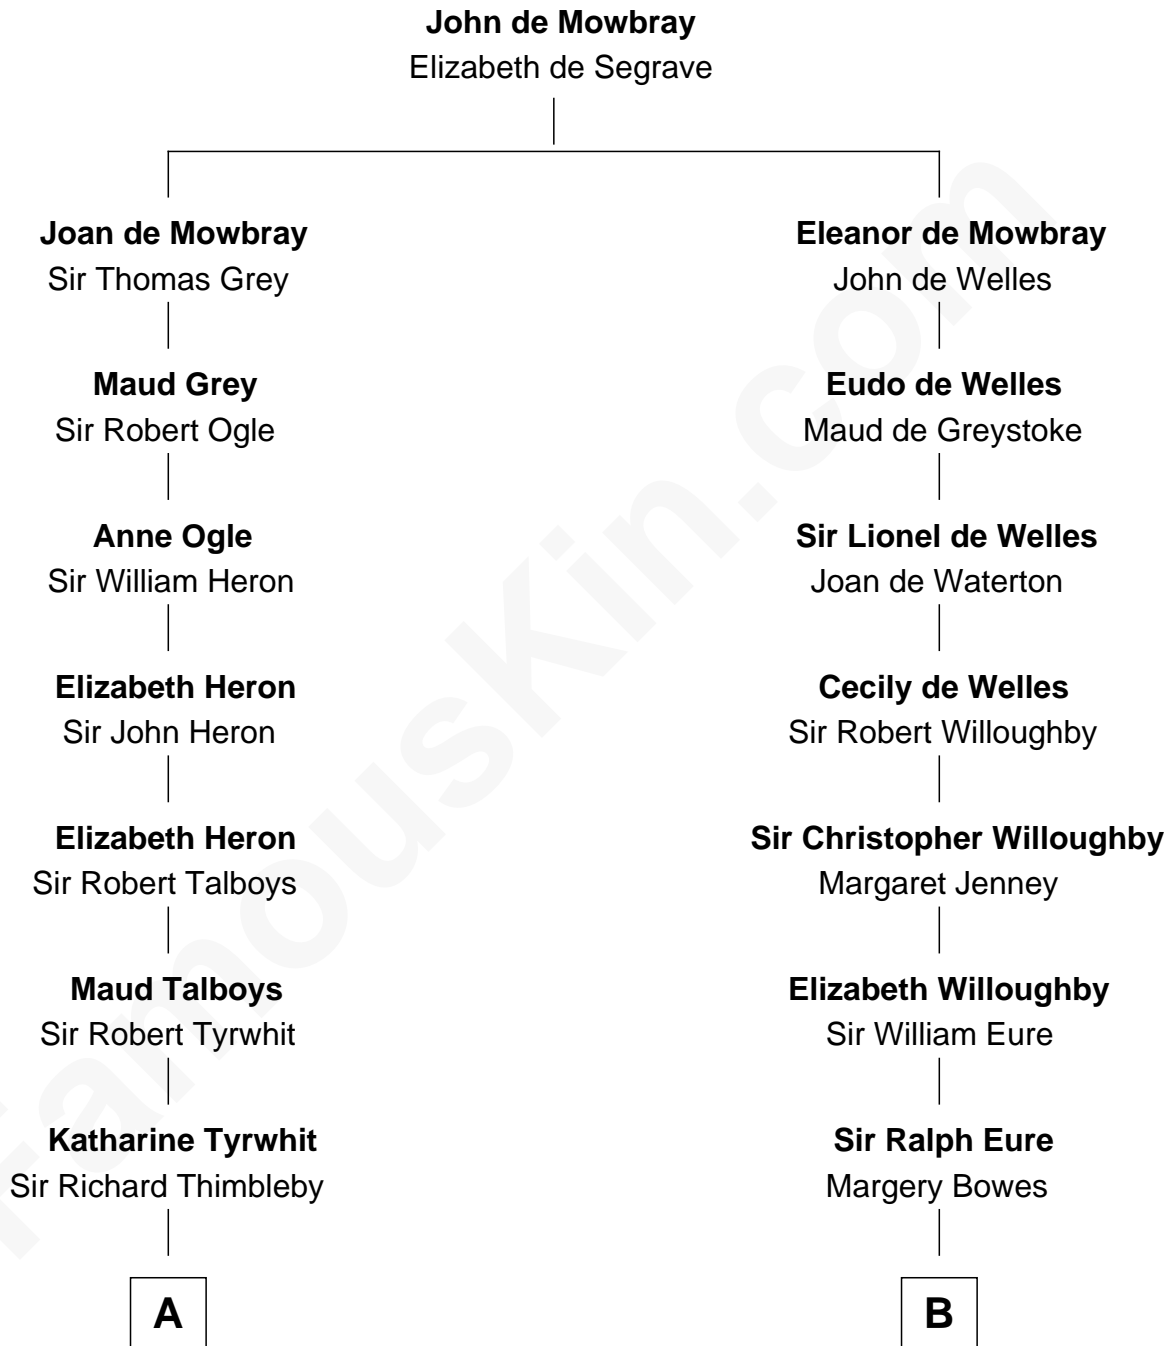 John de Mowbray
Elizabeth de Segrave
Joan de Mowbray
Sir Thomas Grey
Eleanor de Mowbray
John de Welles
Maud Grey
Sir Robert Ogle
Eudo de Welles
Maud de Greystoke
Anne Ogle
Sir William Heron
Sir Lionel de Welles
Joan de Waterton
Elizabeth Heron
Sir John Heron
Cecily de Welles
Sir Robert Willoughby
Elizabeth Heron
Sir Robert Talboys
Sir Christopher Willoughby
Margaret Jenney
Maud Talboys
Sir Robert Tyrwhit
Elizabeth Willoughby
Sir William Eure
Katharine Tyrwhit
Sir Richard Thimbleby
Sir Ralph Eure
Margery Bowes
A
B
FamousKin.com